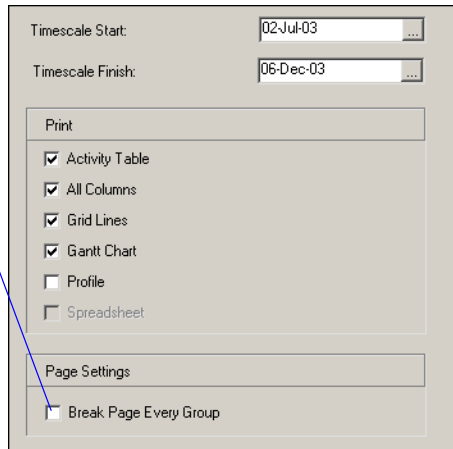 Timescale Start: 02-Jul-03 ...
Timescale Finish: 06-Dec-03 ...
Print
Activity Table
All Columns
Grid Lines
Gantt Chart
Profile
Spreadsheet
Page Settings
Break Page Every Group